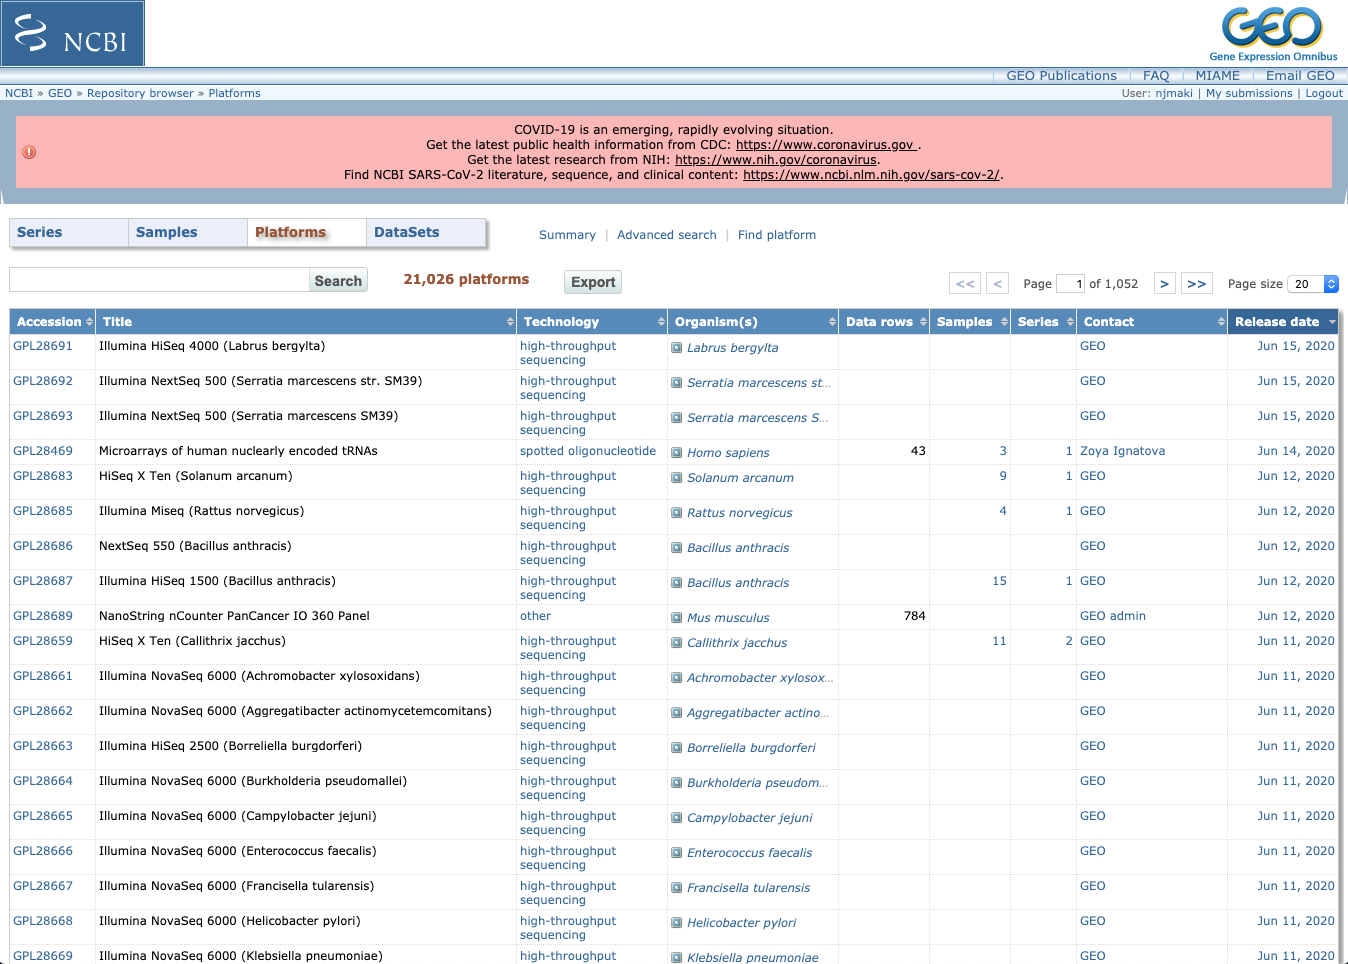 NCBI
GEO
Gene Expression Omnibus
GEO Publications FAQ MIAME Email GEO
NCBI » GEO » Repository browser » Platforms
User: njmaki | My submissions | Logout
COVID-19 is an emerging, rapidly evolving situation.
Get the latest public health information from CDC: https://www.coronavirus.gov .
Get the latest research from NIH: https://www.nih.gov/coronavirus.
Find NCBI SARS-CoV-2 literature, sequence, and clinical content: https://www.ncbi.nlm.nih.gov/sars-cov-2/.
Series Samples Platforms DataSets
Summary | Advanced search | Find platform
Search 21,026 platforms Export << < Page 1 of 1,052 > >> Page size 20
Accession Title Technology Organism(s) Data rows Samples Series Contact Release date
GPL28691 Illumina HiSeq 4000 (Labrus bergylta) high-throughput sequencing Labrus bergylta GEO Jun 15, 2020
GPL28692 Illumina NextSeq 500 (Serratia marcescens str. SM39) high-throughput sequencing Serratia marcescens st... GEO Jun 15, 2020
GPL28693 Illumina NextSeq 500 (Serratia marcescens SM39) high-throughput sequencing Serratia marcescens S... GEO Jun 15, 2020
GPL28469 Microarrays of human nuclearly encoded tRNAs spotted oligonucleotide Homo sapiens 43 3 1 Zoya Ignatova Jun 14, 2020
GPL28683 HiSeq X Ten (Solanum arcanum) high-throughput sequencing Solanum arcanum 9 1 GEO Jun 12, 2020
GPL28685 Illumina Miseq (Rattus norvegicus) high-throughput sequencing Rattus norvegicus 4 1 GEO Jun 12, 2020
GPL28686 NextSeq 550 (Bacillus anthracis) high-throughput sequencing Bacillus anthracis GEO Jun 12, 2020
GPL28687 Illumina HiSeq 1500 (Bacillus anthracis) high-throughput sequencing Bacillus anthracis 15 1 GEO Jun 12, 2020
GPL28689 NanoString nCounter PanCancer IO 360 Panel other Mus musculus 784 GEO admin Jun 12, 2020
GPL28659 HiSeq X Ten (Callithrix jacchus) high-throughput sequencing Callithrix jacchus 11 2 GEO Jun 11, 2020
GPL28661 Illumina NovaSeq 6000 (Achromobacter xylosoxidans) high-throughput sequencing Achromobacter xylosox... GEO Jun 11, 2020
GPL28662 Illumina NovaSeq 6000 (Aggregatibacter actinomycetemcomitans) high-throughput sequencing Aggregatibacter actino... GEO Jun 11, 2020
GPL28663 Illumina HiSeq 2500 (Borreliella burgdorferi) high-throughput sequencing Borreliella burgdorferi GEO Jun 11, 2020
GPL28664 Illumina NovaSeq 6000 (Burkholderia pseudomallei) high-throughput sequencing Burkholderia pseudom... GEO Jun 11, 2020
GPL28665 Illumina NovaSeq 6000 (Campylobacter jejuni) high-throughput sequencing Campylobacter jejuni GEO Jun 11, 2020
GPL28666 Illumina NovaSeq 6000 (Enterococcus faecalis) high-throughput sequencing Enterococcus faecalis GEO Jun 11, 2020
GPL28667 Illumina NovaSeq 6000 (Francisella tularensis) high-throughput sequencing Francisella tularensis GEO Jun 11, 2020
GPL28668 Illumina NovaSeq 6000 (Helicobacter pylori) high-throughput sequencing Helicobacter pylori GEO Jun 11, 2020
GPL28669 Illumina NovaSeq 6000 (Klebsiella pneumoniae) high-throughput Klebsiella pneumoniae GEO Jun 11, 2020